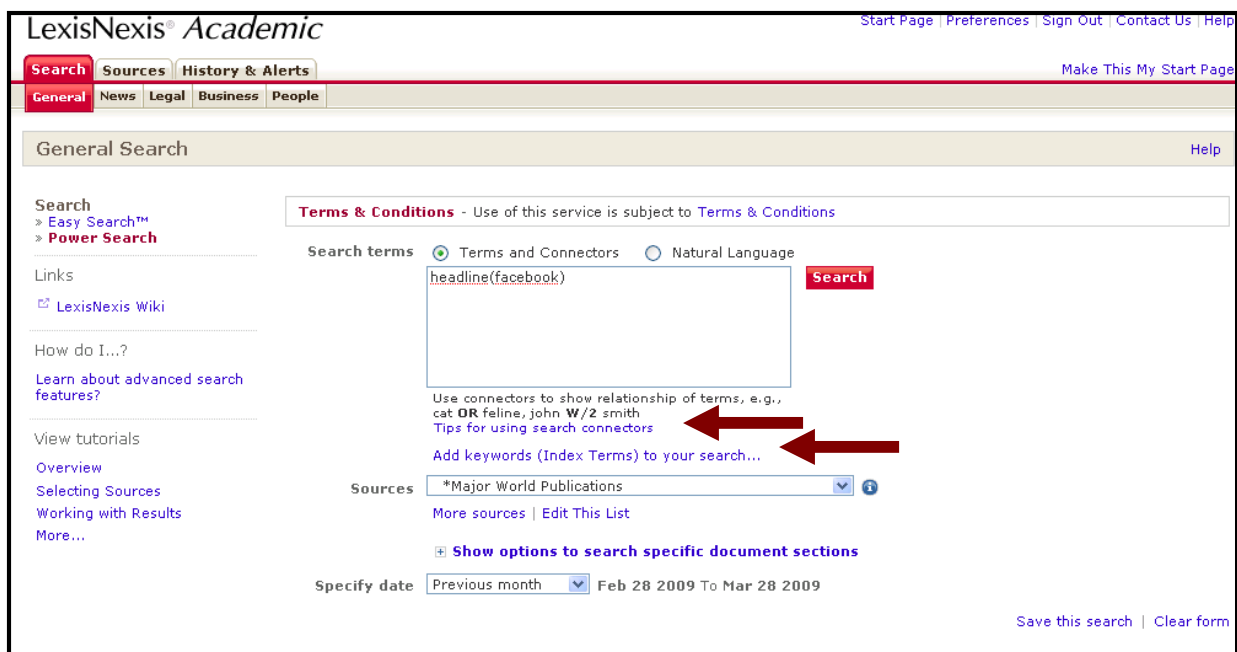 LexisNexis® Academic
Start Page | Preferences | Sign Out | Contact Us | Help
Search Sources History & Alerts
Make This My Start Page
General News Legal Business People
General Search
Help
Search
» Easy Search™
» Power Search
Links
LexisNexis Wiki
How do I...?
Learn about advanced search
features?
View tutorials
Overview
Selecting Sources
Working with Results
More...
Terms & Conditions - Use of this service is subject to Terms & Conditions
Search terms Terms and Connectors Natural Language
headline(facebook)
Search
Use connectors to show relationship of terms, e.g.,
cat OR feline, john W/2 smith
Tips for using search connectors
Add keywords (Index Terms) to your search...
Sources *Major World Publications
More sources | Edit This List
Show options to search specific document sections
Specify date Previous month Feb 28 2009 To Mar 28 2009
Save this search | Clear form